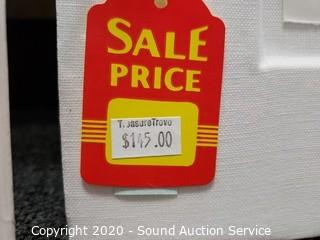 SALE
PRICE
TreasureTrove
$145.00
Copyright 2020 - Sound Auction Service